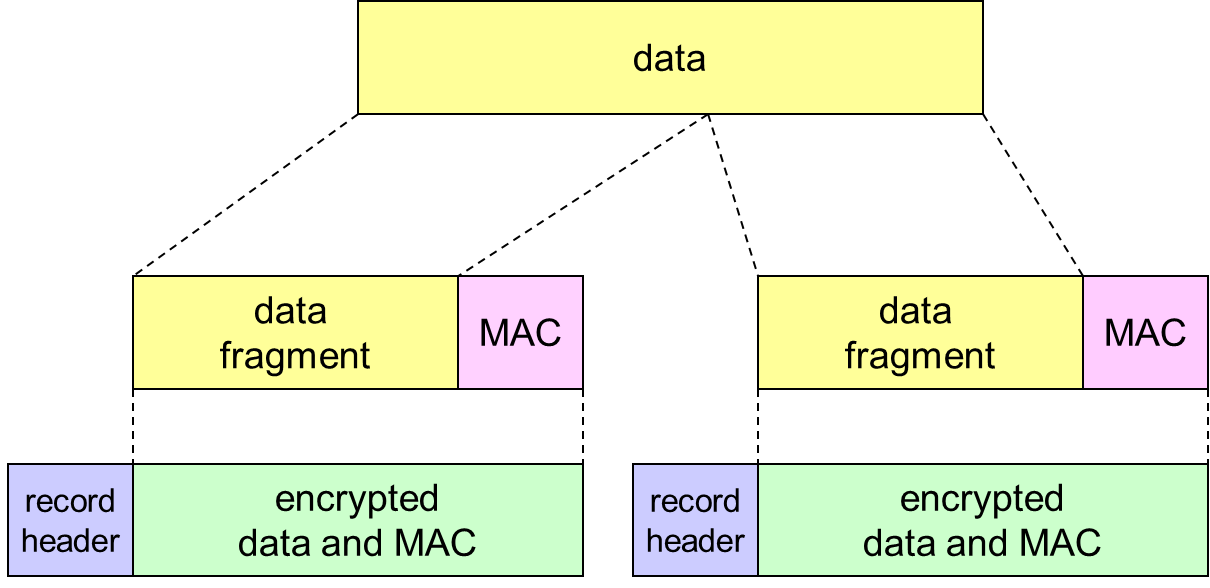 data
data
fragment
MAC
data
fragment
MAC
record
header
encrypted
data and MAC
record
header
encrypted
data and MAC